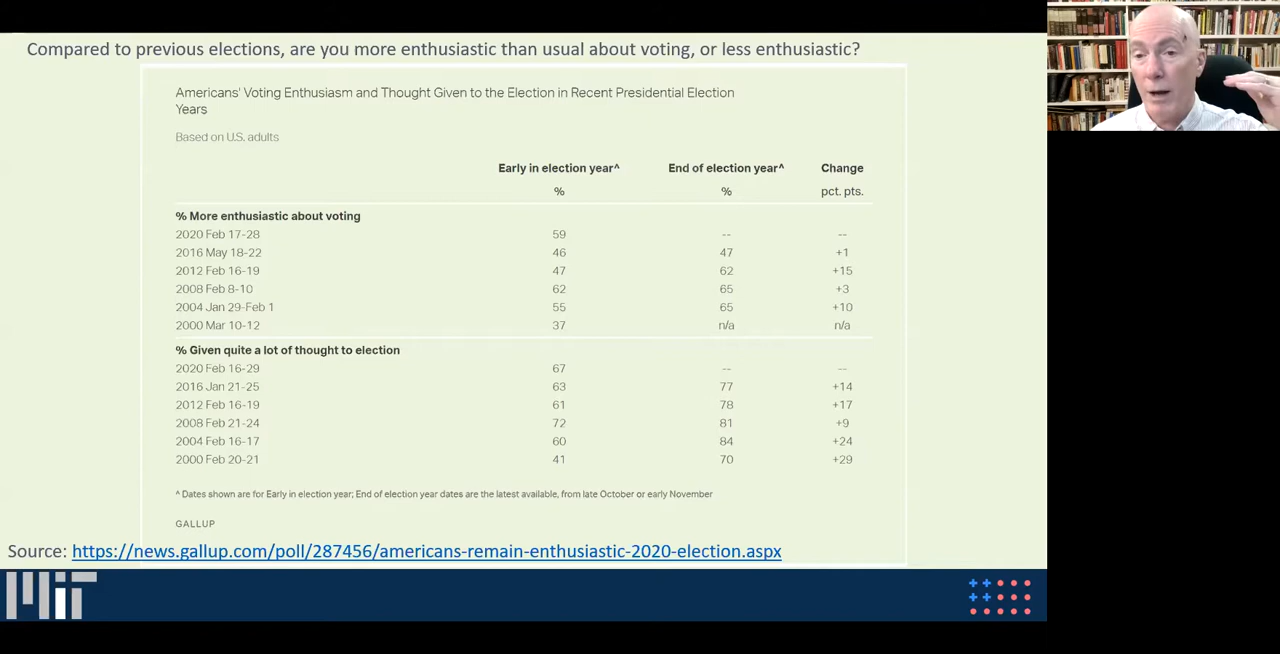 Compared to previous elections, are you more enthusiastic than usual about voting, or less enthusiastic?
Americans' Voting Enthusiasm and Thought Given to the Election in Recent Presidential Election
Years
Based on U.S. adults
Early in election year^ End of election year^ Change
% % pct. pts.
% More enthusiastic about voting
2020 Feb 17-28 59 -- --
2016 May 18-22 46 47 +1
2012 Feb 16-19 47 62 +15
2008 Feb 8-10 62 65 +3
2004 Jan 29-Feb 1 55 65 +10
2000 Mar 10-12 37 n/a n/a
% Given quite a lot of thought to election
2020 Feb 16-29 67 -- --
2016 Jan 21-25 63 77 +14
2012 Feb 16-19 61 78 +17
2008 Feb 21-24 72 81 +9
2004 Feb 16-17 60 84 +24
2000 Feb 20-21 41 70 +29
^ Dates shown are for Early in election year; End of election year dates are the latest available, from late October or early November
GALLUP
Source: https://news.gallup.com/poll/287456/americans-remain-enthusiastic-2020-election.aspx
MIT